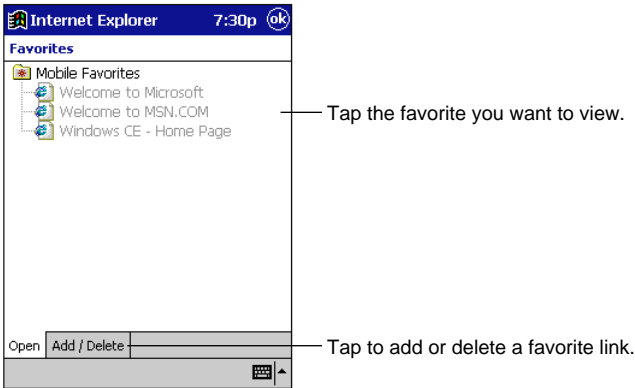 Internet Explorer 7:30p ok
Favorites
Mobile Favorites
Welcome to Microsoft
Welcome to MSN.COM
Windows CE - Home Page
Tap the favorite you want to view.
Open Add / Delete
Tap to add or delete a favorite link.